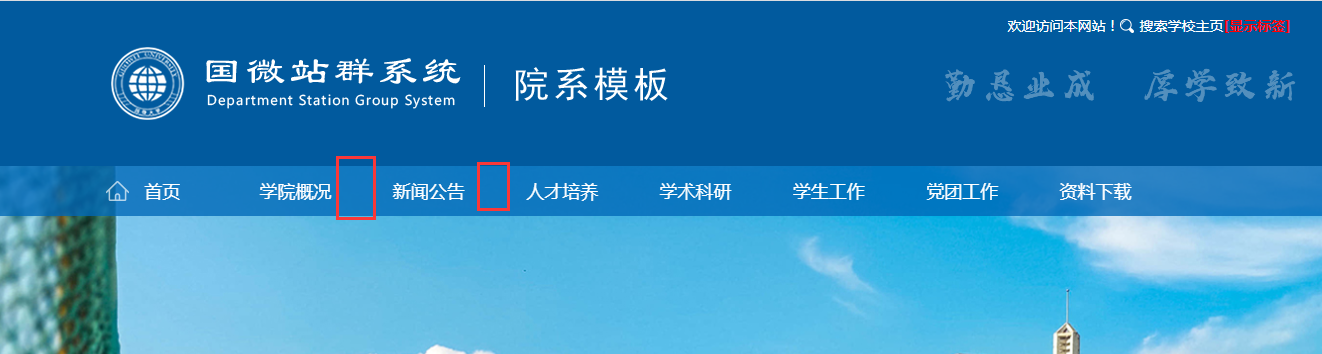 欢迎访问本网站！搜索学校主页[显示标签]
国微站群系统
Department Station Group System
院系模板
勤恳业成 厚学致新
首页 学院概况 新闻公告 人才培养 学术科研 学生工作 党团工作 资料下载